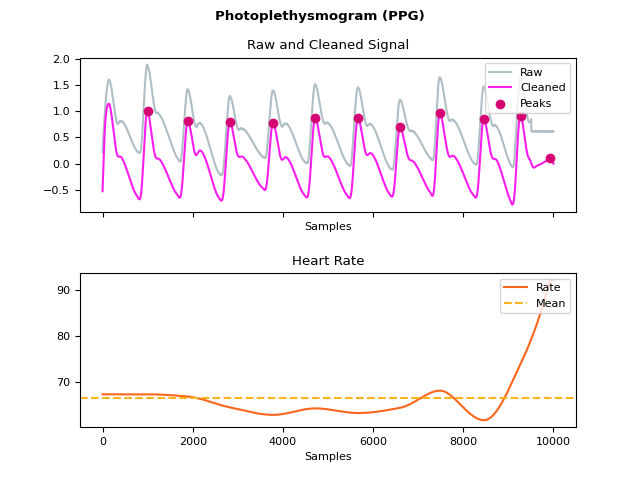 Photoplethysmogram (PPG)
Raw and Cleaned Signal
2.0
1.5
1.0
0.5
0.0
−0.5
Raw
Cleaned
Peaks
Samples
Heart Rate
90
80
70
Rate
Mean
0
2000
4000
6000
8000
10000
Samples